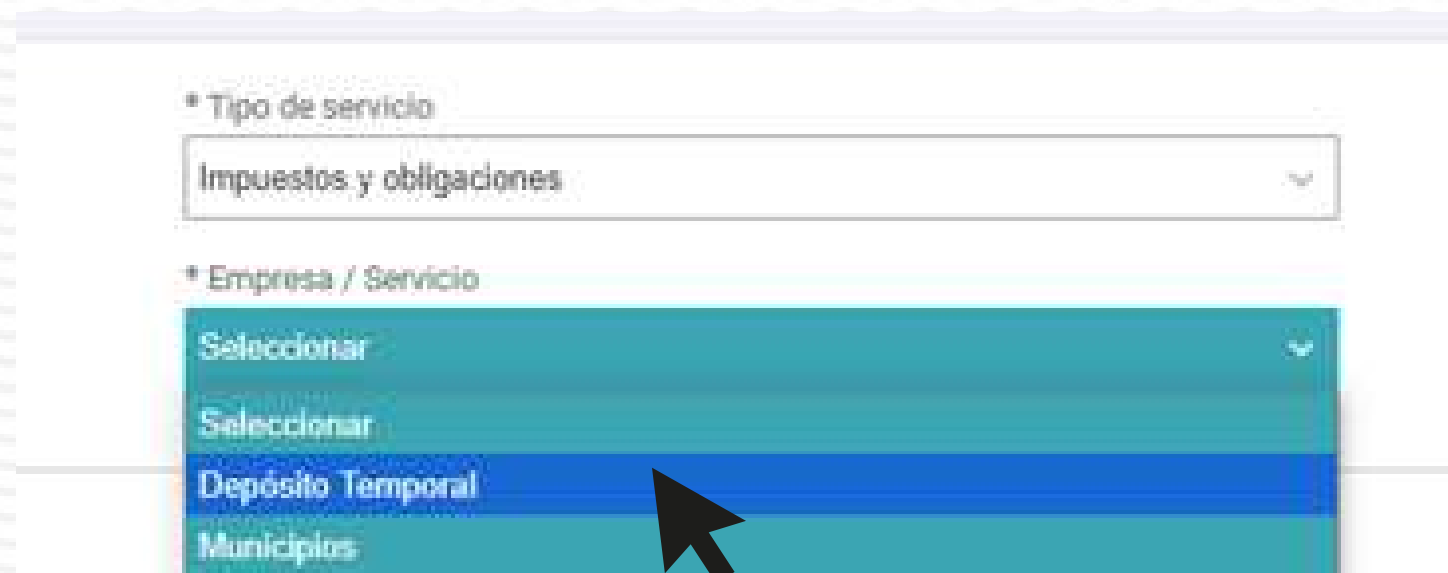 * Tipo de servicio
Impuestos y obligaciones
* Empresa / Servicio
Seleccionar
Seleccionar
Depósito Temporal
Municipios